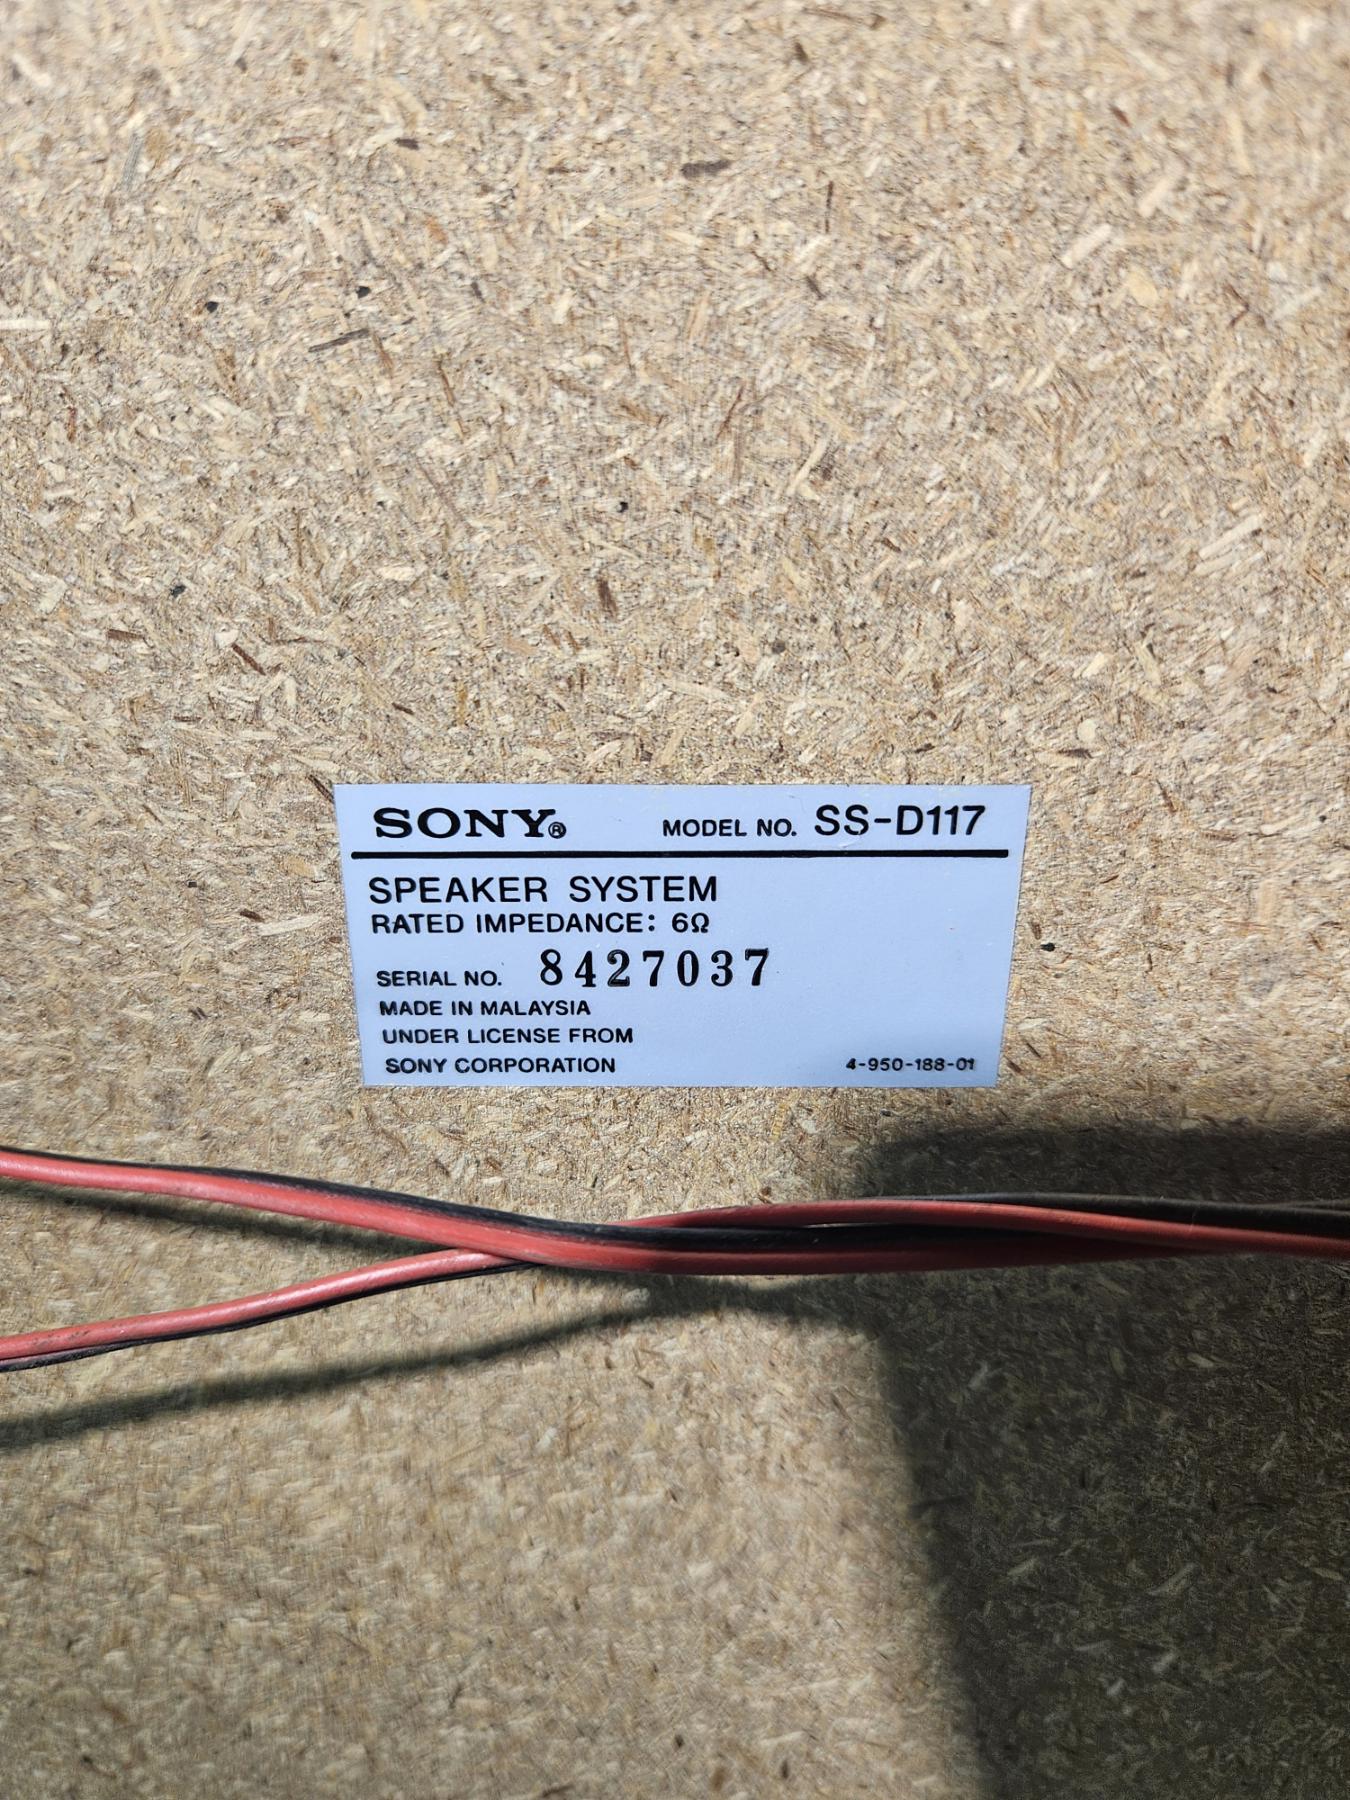 SONY® MODEL NO. SS-D117
SPEAKER SYSTEM
RATED IMPEDANCE: 6Ω
SERIAL NO. 8427037
MADE IN MALAYSIA
UNDER LICENSE FROM
SONY CORPORATION 4-950-188-01